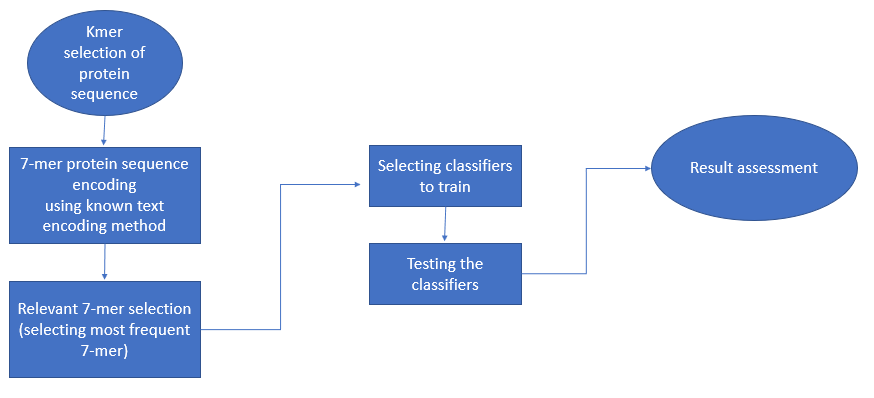 Kmer
selection of
protein
sequence
7-mer protein sequence
encoding
using known text
encoding method
Relevant 7-mer selection
(selecting most frequent
7-mer)
Selecting classifiers
to train
Testing the
classifiers
Result assessment